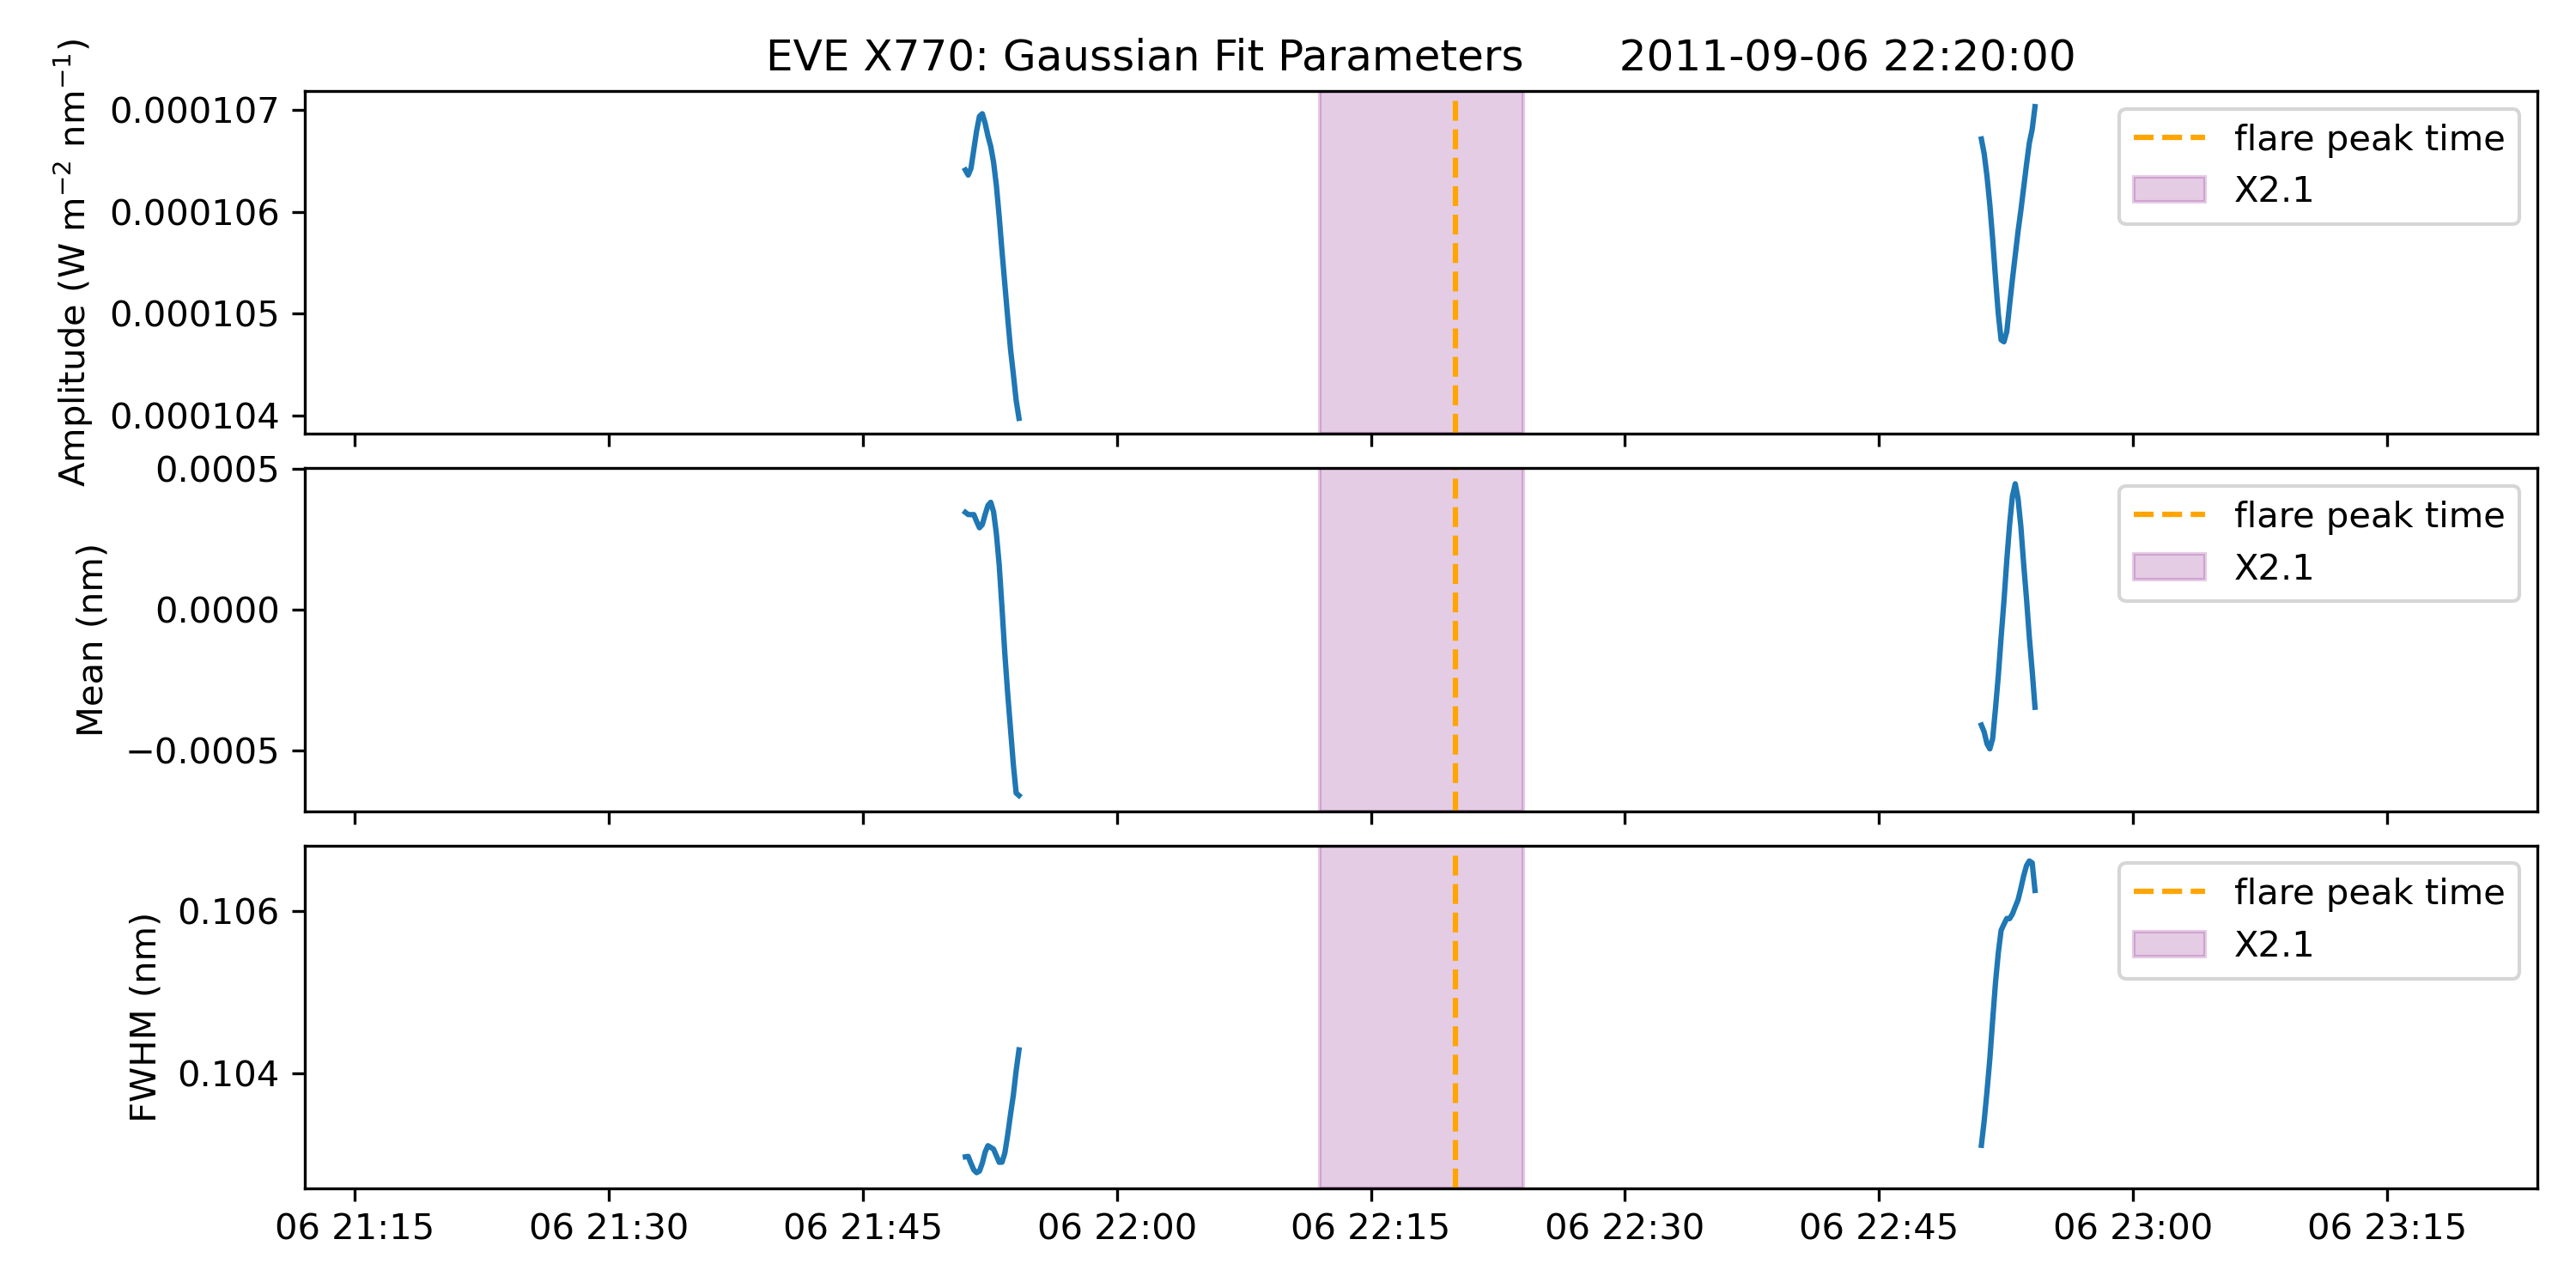 EVE X770: Gaussian Fit Parameters 2011-09-06 22:20:00
Amplitude (W m⁻² nm⁻¹)
0.000107
0.000106
0.000105
0.000104
flare peak time
X2.1
Mean (nm)
0.0005
0.0000
−0.0005
flare peak time
X2.1
FWHM (nm)
0.106
0.104
flare peak time
X2.1
06 21:15 06 21:30 06 21:45 06 22:00 06 22:15 06 22:30 06 22:45 06 23:00 06 23:15